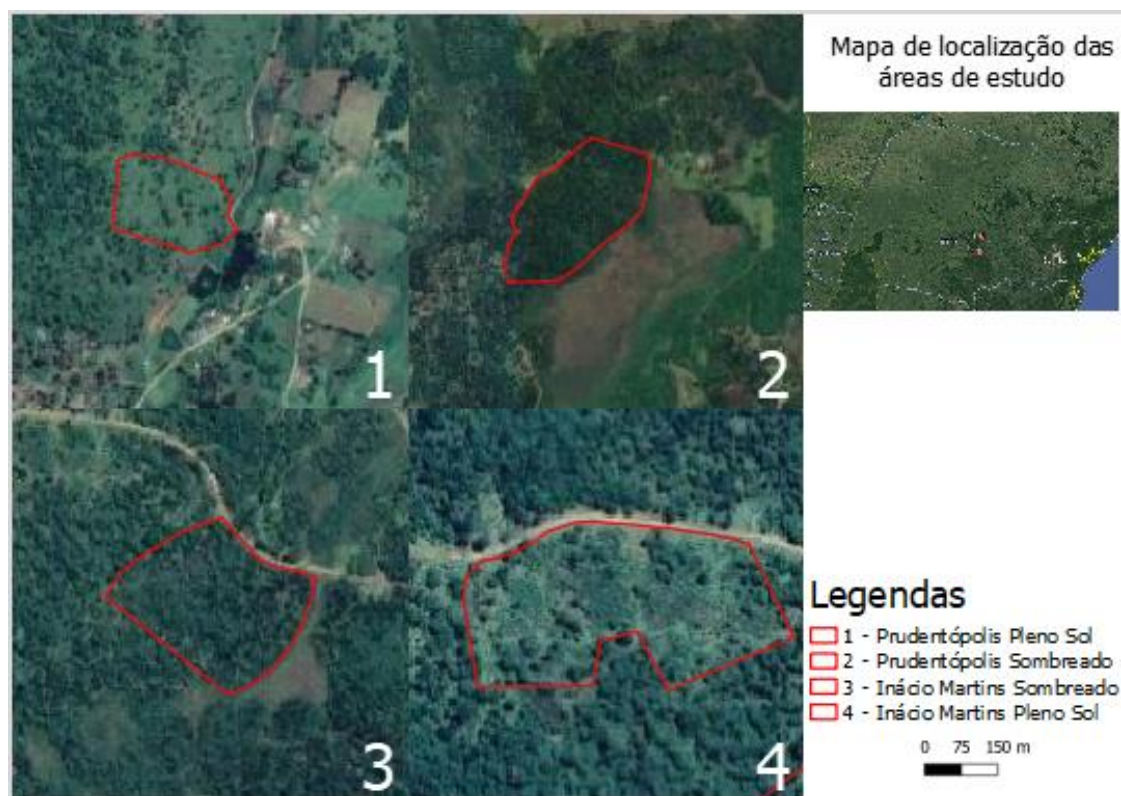 Mapa de localização das
áreas de estudo
1
2
3
4
Legendas
1 - Prudentópolis Pleno Sol
2 - Prudentópolis Sombreado
3 - Inácio Martins Sombreado
4 - Inácio Martins Pleno Sol
0 75 150 m